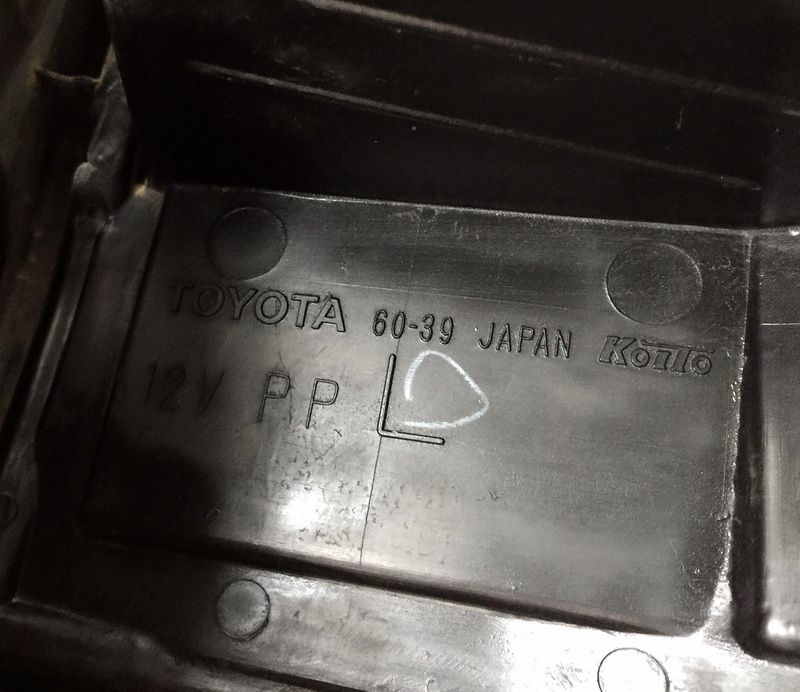 TOYOTA 60-39 JAPAN KOITO
12V PP L